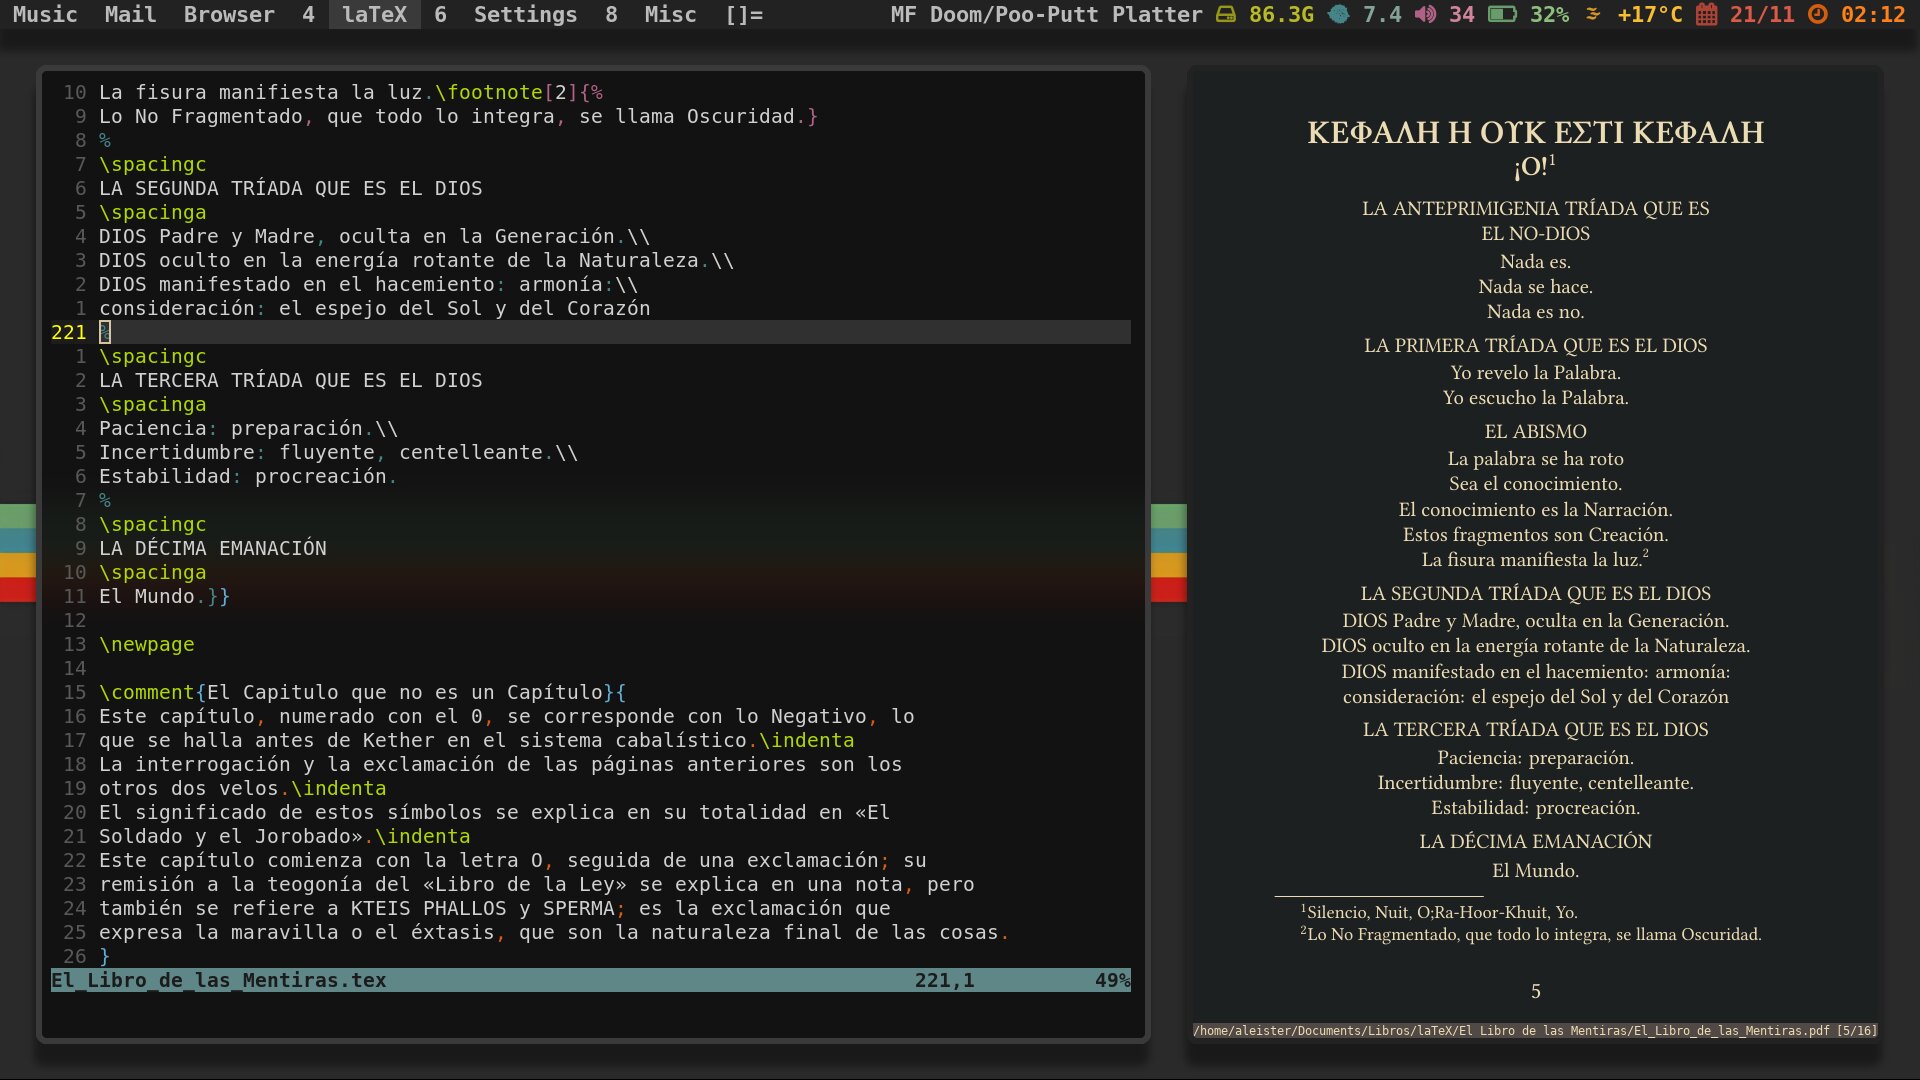 Music Mail Browser 4 laTeX 6 Settings 8 Misc []= MF Doom/Poo-Putt Platter 86.3G 7.4 34 32% +17°C 21/11 02:12
10 La fisura manifiesta la luz.\footnote[2]{%
9 Lo No Fragmentado, que todo lo integra, se llama Oscuridad.}
8 %
7 \spacingc
6 LA SEGUNDA TRÍADA QUE ES EL DIOS
5 \spacinga
4 DIOS Padre y Madre, oculta en la Generación.\\
3 DIOS oculto en la energía rotante de la Naturaleza.\\
2 DIOS manifestado en el hacemiento: armonía:\\
1 consideración: el espejo del Sol y del Corazón
221 %
1 \spacingc
2 LA TERCERA TRÍADA QUE ES EL DIOS
3 \spacinga
4 Paciencia: preparación.\\
5 Incertidumbre: fluyente, centelleante.\\
6 Estabilidad: procreación.
7 %
8 \spacingc
9 LA DÉCIMA EMANACIÓN
10 \spacinga
11 El Mundo.}}
12
13 \newpage
14
15 \comment{El Capitulo que no es un Capítulo}{
16 Este capítulo, numerado con el 0, se corresponde con lo Negativo, lo
17 que se halla antes de Kether en el sistema cabalístico.\indenta
18 La interrogación y la exclamación de las páginas anteriores son los
19 otros dos velos.\indenta
20 El significado de estos símbolos se explica en su totalidad en «El
21 Soldado y el Jorobado».\indenta
22 Este capítulo comienza con la letra O, seguida de una exclamación; su
23 remisión a la teogonía del «Libro de la Ley» se explica en una nota, pero
24 también se refiere a KTEIS PHALLOS y SPERMA; es la exclamación que
25 expresa la maravilla o el éxtasis, que son la naturaleza final de las cosas.
26 }
El_Libro_de_las_Mentiras.tex 221,1 49%
ΚΕΦΑΛΗ Η ΟΥΚ ΕΣΤΙ ΚΕΦΑΛΗ
¡O!¹
LA ANTEPRIMIGENIA TRÍADA QUE ES
EL NO-DIOS
Nada es.
Nada se hace.
Nada es no.
LA PRIMERA TRÍADA QUE ES EL DIOS
Yo revelo la Palabra.
Yo escucho la Palabra.
EL ABISMO
La palabra se ha roto
Sea el conocimiento.
El conocimiento es la Narración.
Estos fragmentos son Creación.
La fisura manifiesta la luz.²
LA SEGUNDA TRÍADA QUE ES EL DIOS
DIOS Padre y Madre, oculta en la Generación.
DIOS oculto en la energía rotante de la Naturaleza.
DIOS manifestado en el hacemiento: armonía:
consideración: el espejo del Sol y del Corazón
LA TERCERA TRÍADA QUE ES EL DIOS
Paciencia: preparación.
Incertidumbre: fluyente, centelleante.
Estabilidad: procreación.
LA DÉCIMA EMANACIÓN
El Mundo.
¹Silencio, Nuit, O;Ra-Hoor-Khuit, Yo.
²Lo No Fragmentado, que todo lo integra, se llama Oscuridad.
5
/home/aleister/Documents/Libros/laTeX/El Libro de las Mentiras/El_Libro_de_las_Mentiras.pdf [5/16]